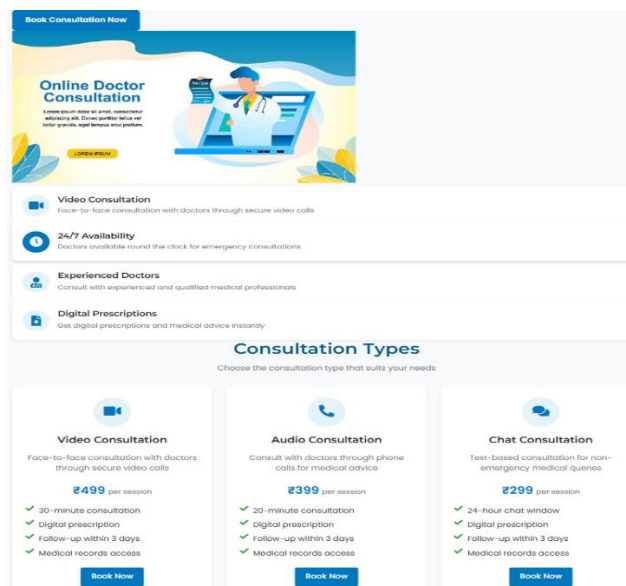 Book Consultation Now
Online Doctor
Consultation
Lorem ipsum dolor sit amet, consectetur
adipiscing elit. Donec porttitor tellus vel
tortor gravida, eget tempus arcu pretium.
LOREM IPSUM
Recipe
Video Consultation
Face-to-face consultation with doctors through secure video calls
24/7 Availability
Doctors available round the clock for emergency consultations
Experienced Doctors
Consult with experienced and qualified medical professionals
Digital Prescriptions
Get digital prescriptions and medical advice instantly
Consultation Types
Choose the consultation type that suits your needs
Video Consultation
Face-to-face consultation with doctors
through secure video calls
₹499 per session
30-minute consultation
Digital prescription
Follow-up within 3 days
Medical records access
Book Now
Audio Consultation
Consult with doctors through phone
calls for medical advice
₹399 per session
20-minute consultation
Digital prescription
Follow-up within 3 days
Medical records access
Book Now
Chat Consultation
Text-based consultation for non-
emergency medical queries
₹299 per session
24-hour chat window
Digital prescription
Follow-up within 3 days
Medical records access
Book Now